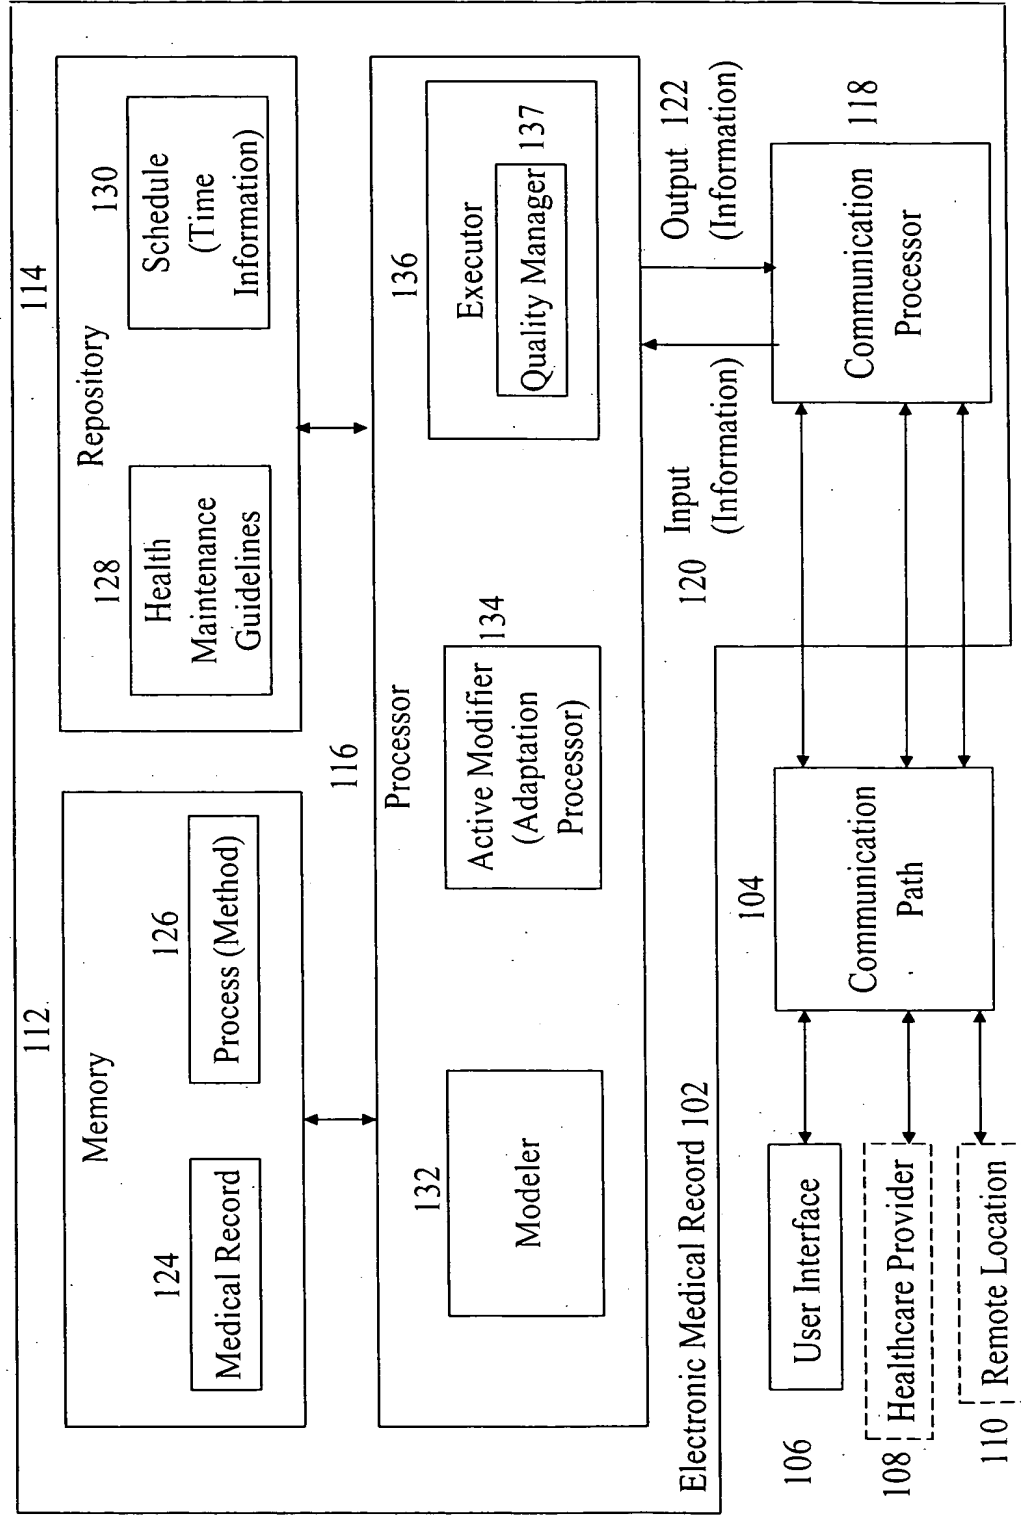 112
114
Memory
Repository
124
Medical Record
126
Process (Method)
128
Health
Maintenance
Guidelines
130
Schedule
(Time
Information)
116
Processor
132
Modeler
Active Modifier 134
(Adaptation
Processor)
136
Executor
Quality Manager 137
Electronic Medical Record 102
120 Input
(Information)
Output 122
(Information)
106
User Interface
108
Healthcare Provider
110
Remote Location
104
Communication
Path
Communication
Processor
118